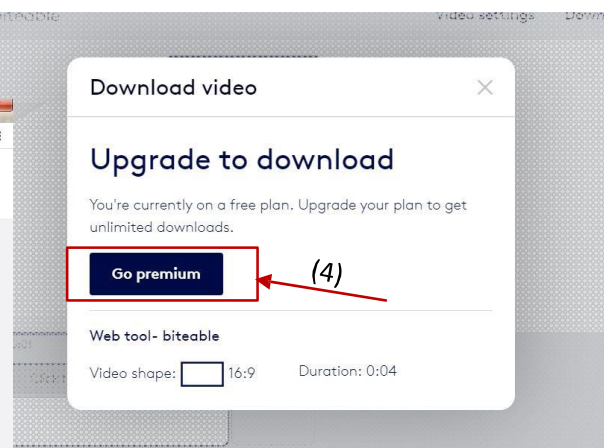 Video settings
Download video
Upgrade to download
You're currently on a free plan. Upgrade your plan to get
unlimited downloads.
Go premium
(4)
Web tool- biteable
Video shape: 16:9 Duration: 0:04